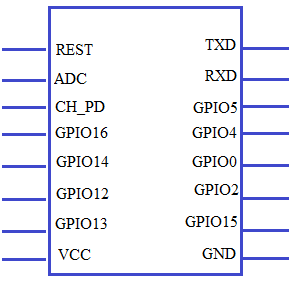 REST TXD
ADC RXD
CH_PD GPIO5
GPIO16 GPIO4
GPIO14 GPIO0
GPIO12 GPIO2
GPIO13 GPIO15
VCC GND